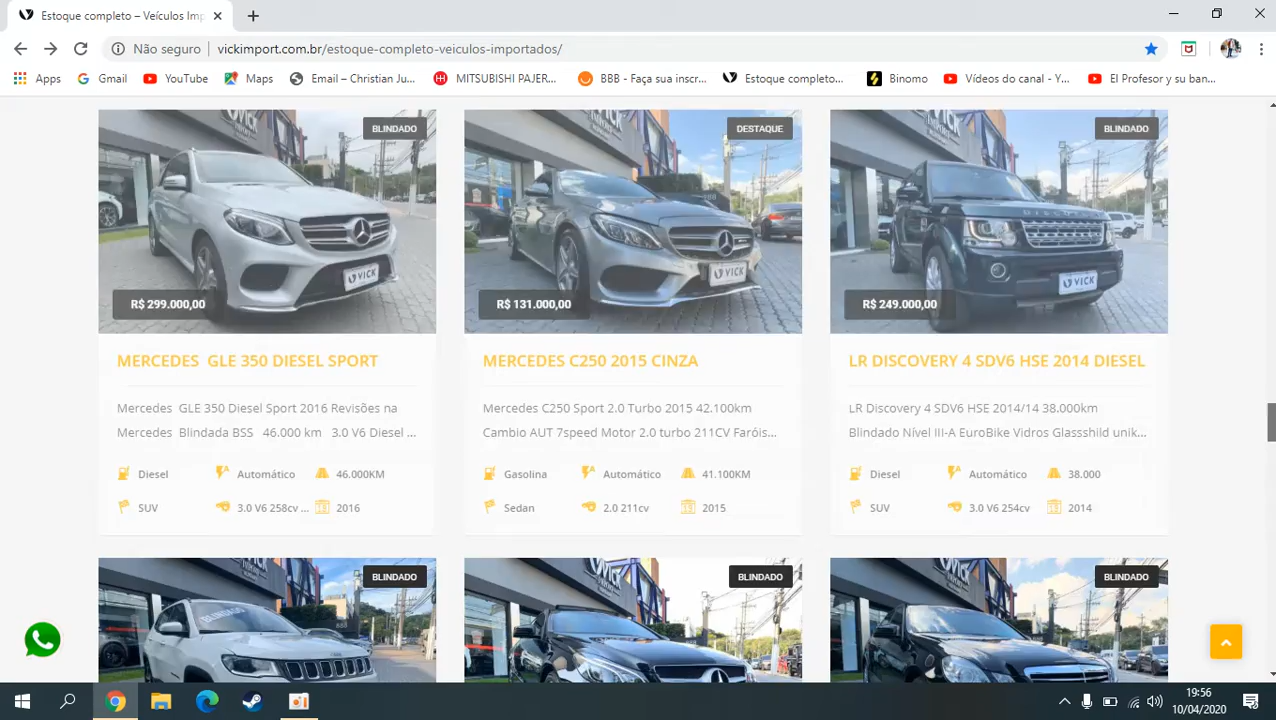 Estoque completo – Veículos Imp
Não seguro
vickimport.com.br/estoque-completo-veiculos-importados/
Apps
Gmail
YouTube
Maps
Email – Christian Ju...
MITSUBISHI PAJER...
BBB - Faça sua inscr...
Estoque completo...
Binomo
Vídeos do canal - Y...
El Profesor y su ban...
BLINDADO
DESTAQUE
BLINDADO
VICK
VICK
VICK
R$ 299.000,00
R$ 131.000,00
R$ 249.000,00
MERCEDES GLE 350 DIESEL SPORT
MERCEDES C250 2015 CINZA
LR DISCOVERY 4 SDV6 HSE 2014 DIESEL
Mercedes GLE 350 Diesel Sport 2016 Revisões na
Mercedes Blindada BSS 46.000 km 3.0 V6 Diesel ...
Mercedes C250 Sport 2.0 Turbo 2015 42.100km
Cambio AUT 7speed Motor 2.0 turbo 211CV Faróis...
LR Discovery 4 SDV6 HSE 2014/14 38.000km
Blindado Nível III-A EuroBike Vidros Glassshild unik...
Diesel
Automático
46.000KM
Gasolina
Automático
41.100KM
Diesel
Automático
38.000
SUV
3.0 V6 258cv ...
2016
Sedan
2.0 211cv
2015
SUV
3.0 V6 254cv
2014
BLINDADO
BLINDADO
BLINDADO
BLINDADO
19:56
10/04/2020